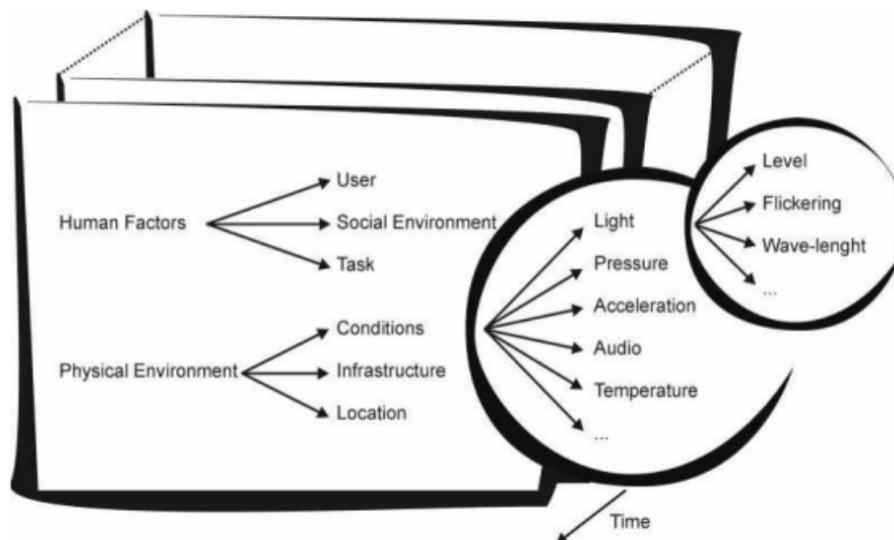 Human Factors
User
Social Environment
Task
Physical Environment
Conditions
Infrastructure
Location
Light
Pressure
Acceleration
Audio
Temperature
...
Level
Flickering
Wave-lenght
...
Time